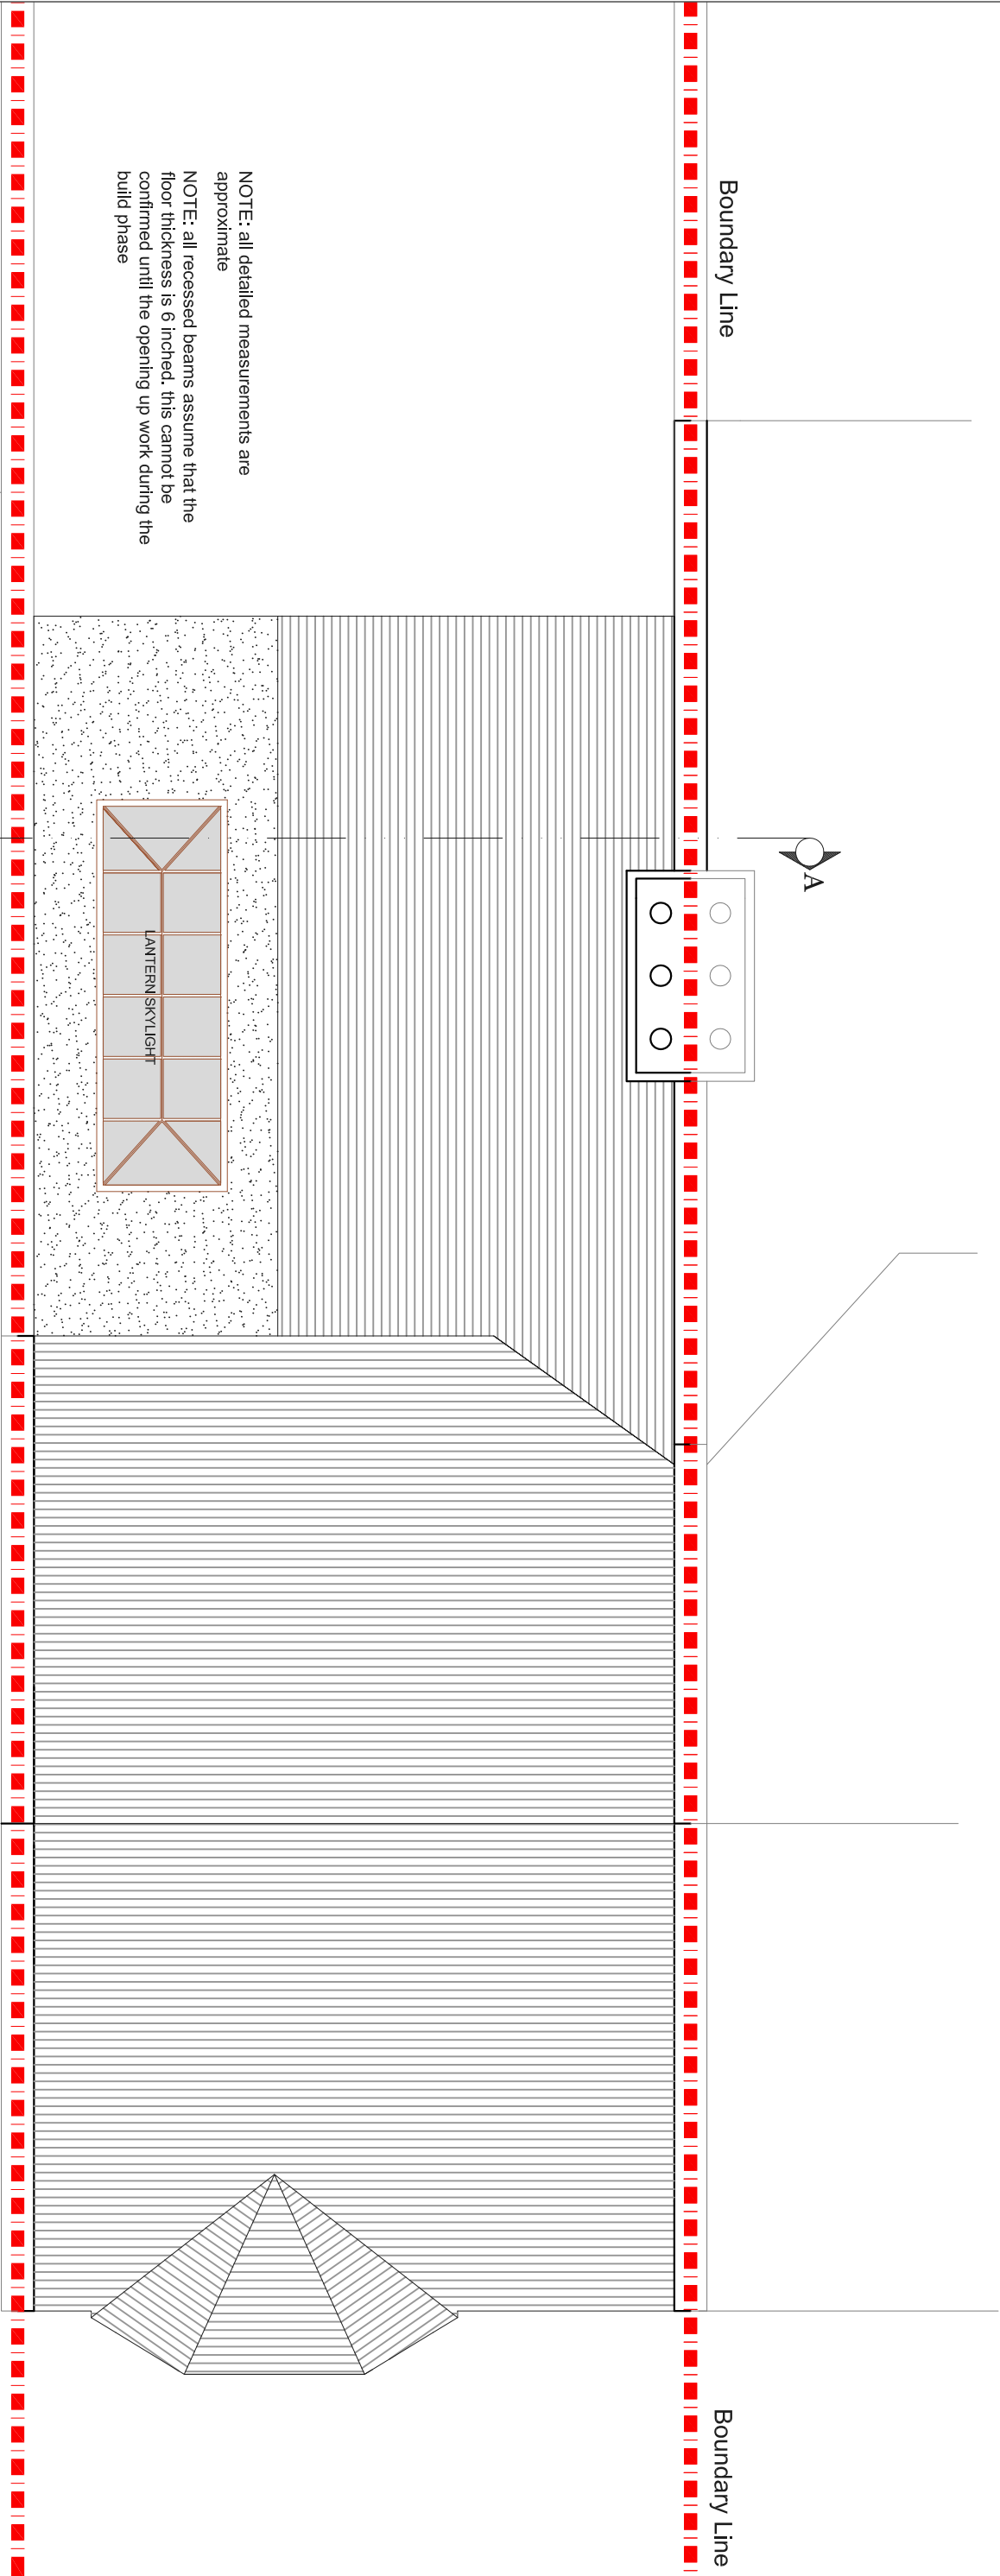 Boundary Line
NOTE: all detailed measurements are
approximate
NOTE: all recessed beams assume that the
floor thickness is 6 inched. this cannot be
confirmed until the opening up work during the
build phase
A
LANTERN SKYLIGHT
Boundary Line